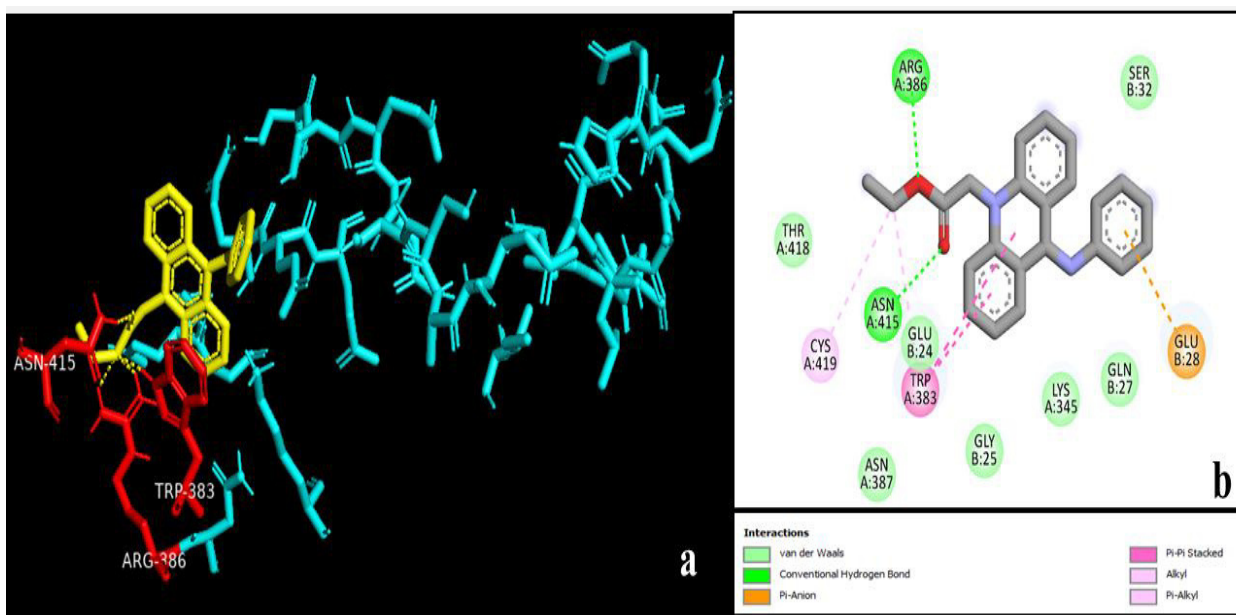 ASN-415
TRP-383
ARG-386
a
ARG
A:386
SER
B:32
THR
A:418
ASN
A:415
GLU
B:24
CYS
A:419
TRP
A:383
GLU
B:28
GLN
B:27
LYS
A:345
GLY
B:25
ASN
A:387
b
Interactions
van der Waals
Conventional Hydrogen Bond
Pi-Anion
Pi-Pi Stacked
Alkyl
Pi-Alkyl